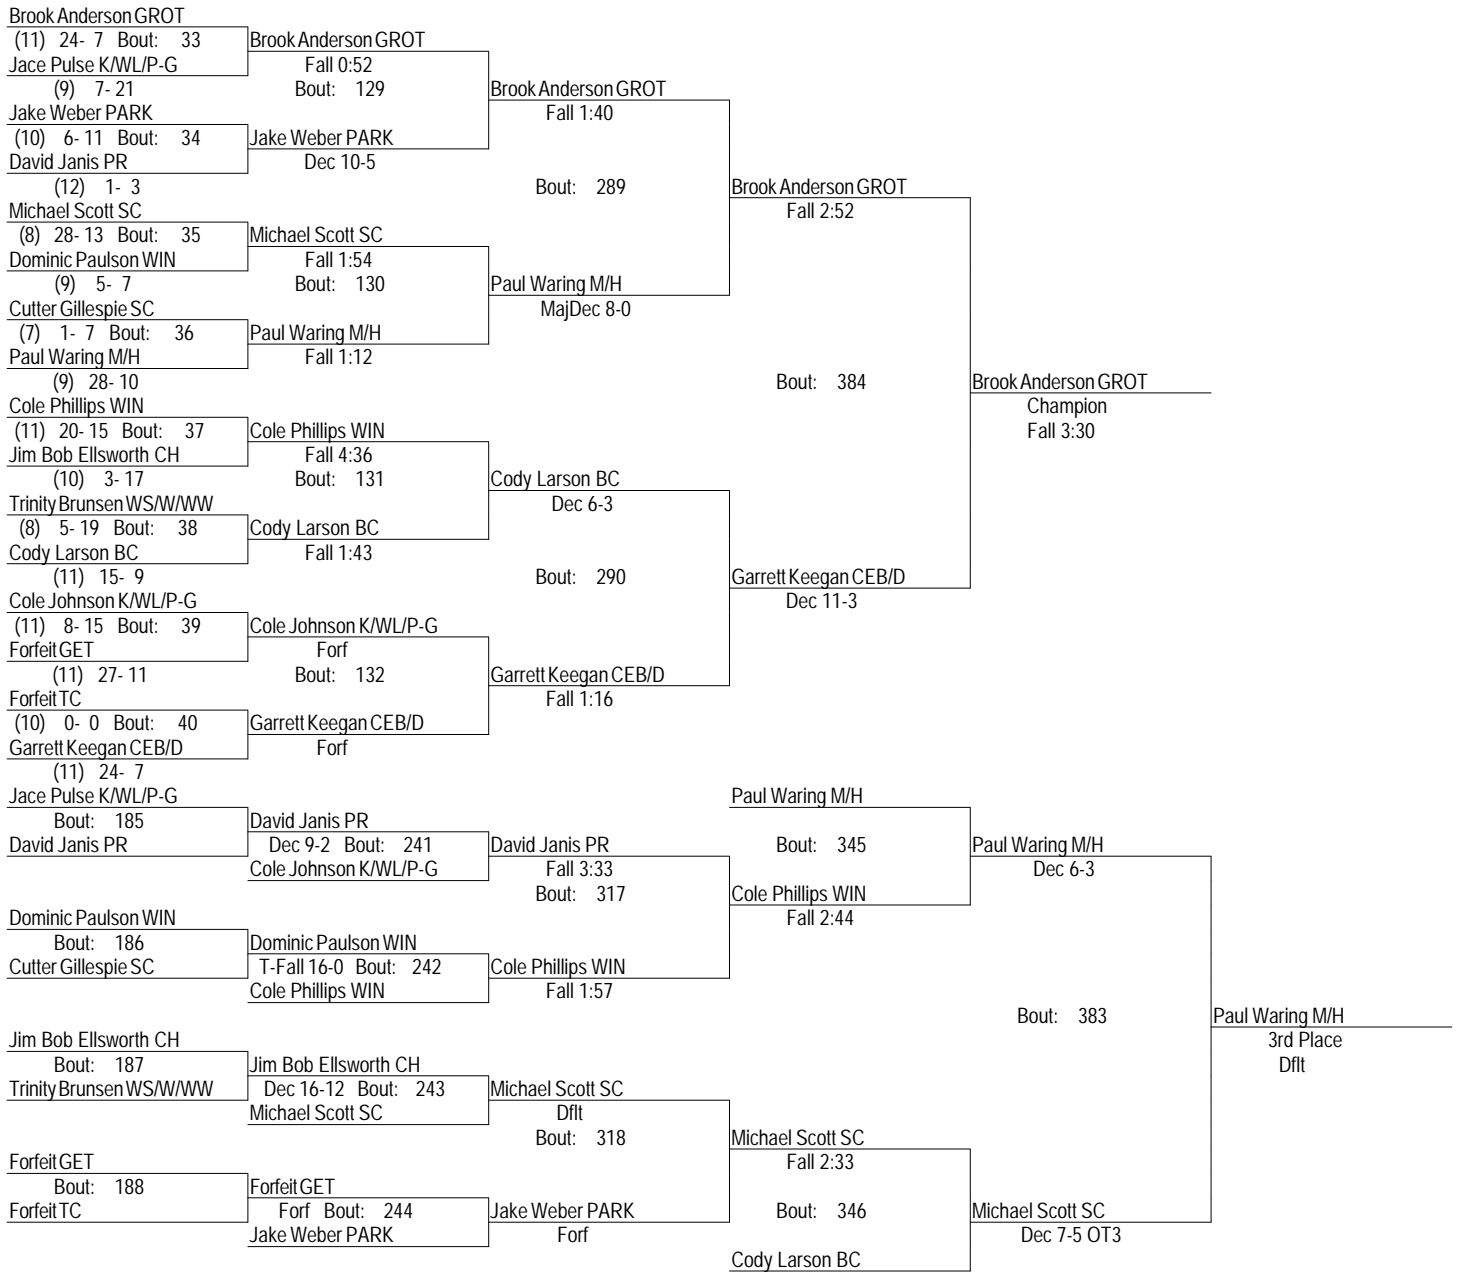 Brook Anderson GROT
(11) 24- 7 Bout: 33 Brook Anderson GROT
Jace Pulse K/WL/P-G Fall 0:52
(9) 7- 21 Bout: 129 Brook Anderson GROT
Jake Weber PARK Fall 1:40
(10) 6- 11 Bout: 34 Jake Weber PARK
David Janis PR Dec 10-5
(12) 1- 3 Bout: 289 Brook Anderson GROT
Michael Scott SC Fall 2:52
(8) 28- 13 Bout: 35 Michael Scott SC
Dominic Paulson WIN Fall 1:54
(9) 5- 7 Bout: 130 Paul Waring M/H
Cutter Gillespie SC MajDec 8-0
(7) 1- 7 Bout: 36 Paul Waring M/H
Paul Waring M/H Fall 1:12
(9) 28- 10 Bout: 384 Brook Anderson GROT
Cole Phillips WIN Champion
(11) 20- 15 Bout: 37 Cole Phillips WIN Fall 3:30
Jim Bob Ellsworth CH Fall 4:36
(10) 3- 17 Bout: 131 Cody Larson BC
Trinity Brunsen WS/W/WW Dec 6-3
(8) 5- 19 Bout: 38 Cody Larson BC
Cody Larson BC Fall 1:43
(11) 15- 9 Bout: 290 Garrett Keegan CEB/D
Cole Johnson K/WL/P-G Dec 11-3
(11) 8- 15 Bout: 39 Cole Johnson K/WL/P-G
Forfeit GET Forf
(11) 27- 11 Bout: 132 Garrett Keegan CEB/D
Forfeit TC Fall 1:16
(10) 0- 0 Bout: 40 Garrett Keegan CEB/D
Garrett Keegan CEB/D Forf
(11) 24- 7
Jace Pulse K/WL/P-G Paul Waring M/H
Bout: 185 David Janis PR
David Janis PR Dec 9-2 Bout: 241 David Janis PR Bout: 345 Paul Waring M/H
Cole Johnson K/WL/P-G Fall 3:33 Dec 6-3
Bout: 317 Cole Phillips WIN
Dominic Paulson WIN Fall 2:44
Bout: 186 Dominic Paulson WIN
Cutter Gillespie SC T-Fall 16-0 Bout: 242 Cole Phillips WIN
Cole Phillips WIN Fall 1:57
Bout: 383 Paul Waring M/H
Jim Bob Ellsworth CH 3rd Place
Bout: 187 Jim Bob Ellsworth CH Dflt
Trinity Brunsen WS/W/WW Dec 16-12 Bout: 243 Michael Scott SC
Michael Scott SC Dflt
Bout: 318 Michael Scott SC
Forfeit GET Fall 2:33
Bout: 188 Forfeit GET
Forfeit TC Forf Bout: 244 Jake Weber PARK Bout: 346 Michael Scott SC
Jake Weber PARK Forf Dec 7-5 OT3
Cody Larson BC